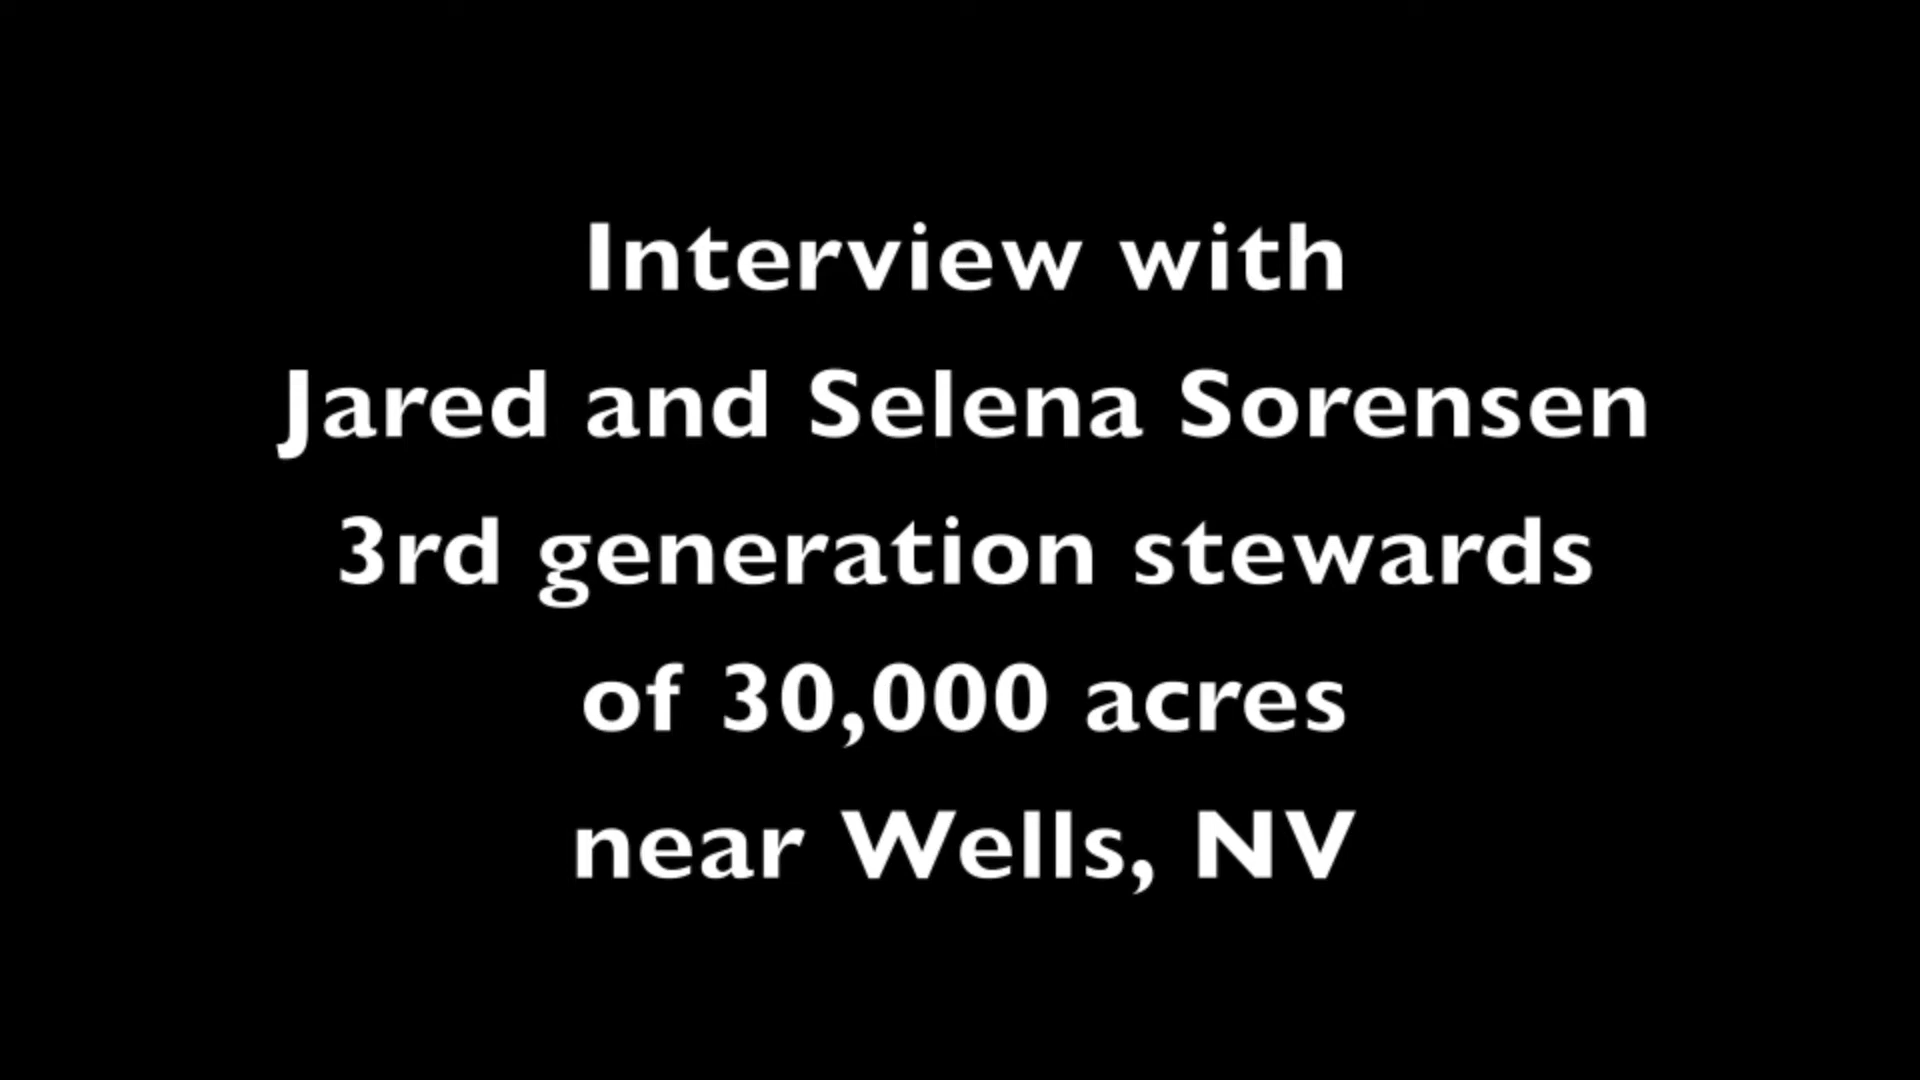 Interview with
Jared and Selena Sorensen
3rd generation stewards
of 30,000 acres
near Wells, NV